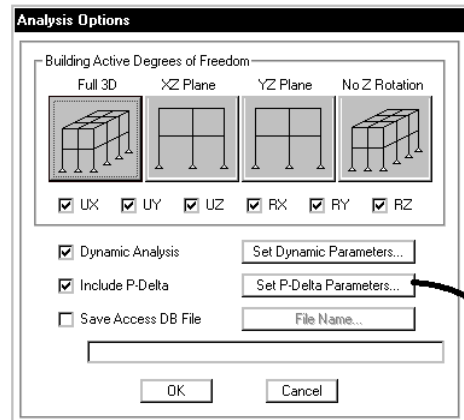 Analysis Options
Building Active Degrees of Freedom
Full 3D XZ Plane YZ Plane No Z Rotation
UX UY UZ RX RY RZ
Dynamic Analysis Set Dynamic Parameters...
Include P-Delta Set P-Delta Parameters...
Save Access DB File File Name...
OK Cancel